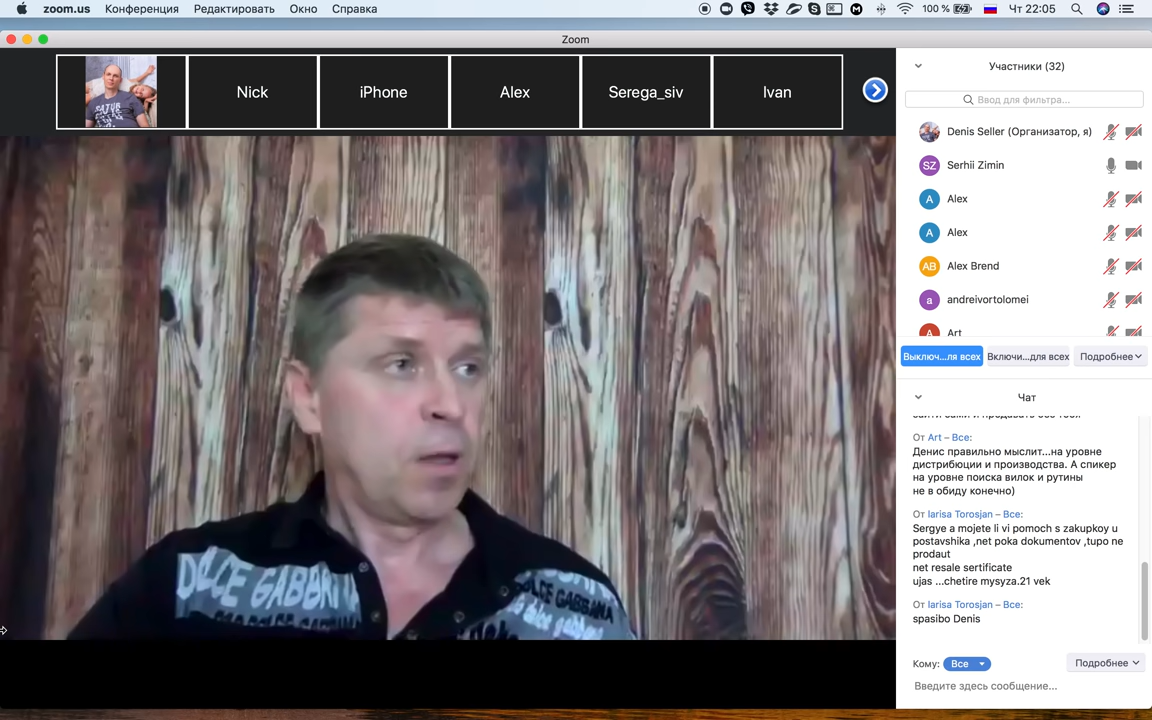 zoom.us Конференция Редактировать Окно Справка
100 % Чт 22:05
Zoom
Nick
iPhone
Alex
Serega_siv
Ivan
Участники (32)
Ввод для фильтра...
Denis Seller (Организатор, я)
SZ Serhii Zimin
A Alex
A Alex
AB Alex Brend
a andreivortolomei
A Art
Выключ...ля всех
Включи...для всех
Подробнее
Чат
От Art – Все:
Денис правильно мыслит...на уровне
дистрибюции и производства. А спикер
на уровне поиска вилок и рутины
не в обиду конечно)
От larisa Torosjan – Все:
Sergye a mojete li vi pomoch s zakupkoy u
postavshika ,net poka dokumentov ,tupo ne
prodaut
net resale sertificate
ujas ...chetire mysyza.21 vek
От larisa Torosjan – Все:
spasibo Denis
Кому: Все
Подробнее
Введите здесь сообщение...
DOLCE GABBANA
DOLCE GABBANA